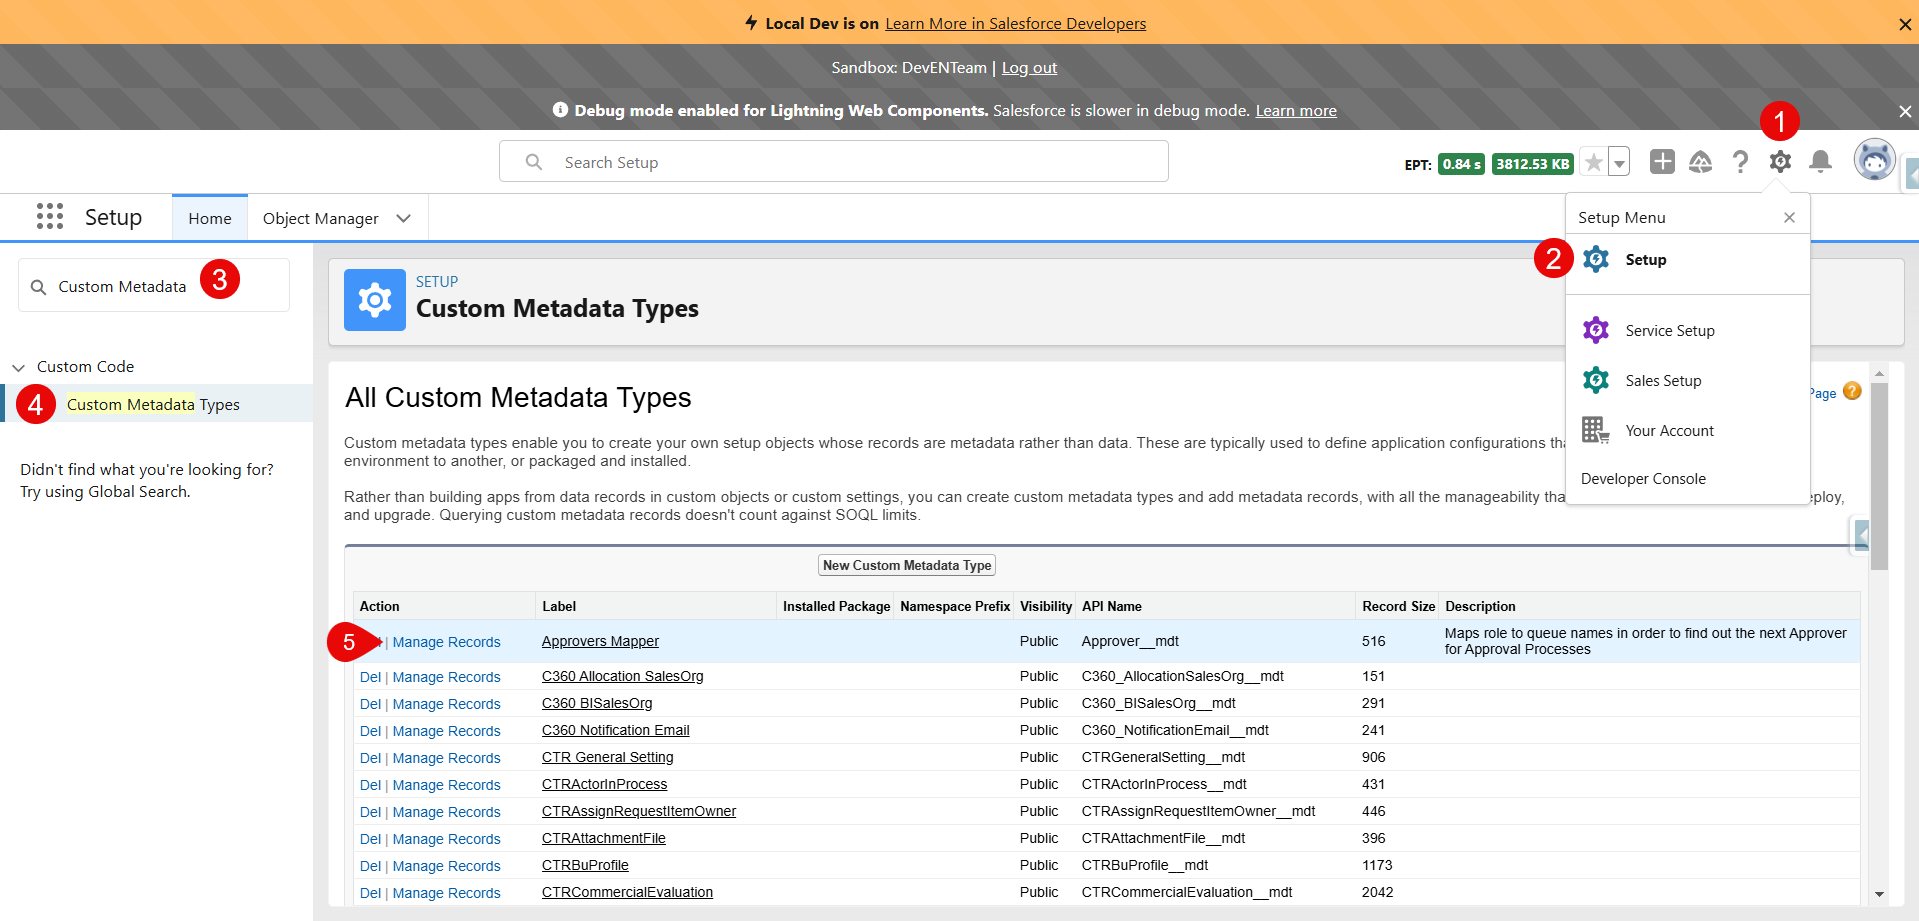 Local Dev is on Learn More in Salesforce Developers
Sandbox: DevENTeam | Log out
Debug mode enabled for Lightning Web Components. Salesforce is slower in debug mode. Learn more
1
Search Setup
EPT: 0.84 s 3812.53 KB
Setup
Home
Object Manager
Setup Menu
2
Setup
Service Setup
Sales Setup
Your Account
Developer Console
Custom Metadata
3
Custom Code
4
Custom Metadata Types
Didn't find what you're looking for?
Try using Global Search.
SETUP
Custom Metadata Types
All Custom Metadata Types
Page
Custom metadata types enable you to create your own setup objects whose records are metadata rather than data. These are typically used to define application configurations
environment to another, or packaged and installed.
Rather than building apps from data records in custom objects or custom settings, you can create custom metadata types and add metadata records, with all the manageability
and upgrade. Querying custom metadata records doesn't count against SOQL limits.
New Custom Metadata Type
Action Label Installed Package Namespace Prefix Visibility API Name Record Size Description
5 | Manage Records Approvers Mapper Public Approver__mdt 516 Maps role to queue names in order to find out the next Approver
for Approval Processes
Del | Manage Records C360 Allocation SalesOrg Public C360_AllocationSalesOrg__mdt 151
Del | Manage Records C360 BISalesOrg Public C360_BISalesOrg__mdt 291
Del | Manage Records C360 Notification Email Public C360_NotificationEmail__mdt 241
Del | Manage Records CTR General Setting Public CTRGeneralSetting__mdt 906
Del | Manage Records CTRActorInProcess Public CTRActorInProcess__mdt 431
Del | Manage Records CTRAssignRequestItemOwner Public CTRAssignRequestItemOwner__mdt 446
Del | Manage Records CTRAttachmentFile Public CTRAttachmentFile__mdt 396
Del | Manage Records CTRBuProfile Public CTRBuProfile__mdt 1173
Del | Manage Records CTRCommercialEvaluation Public CTRCommercialEvaluation__mdt 2042